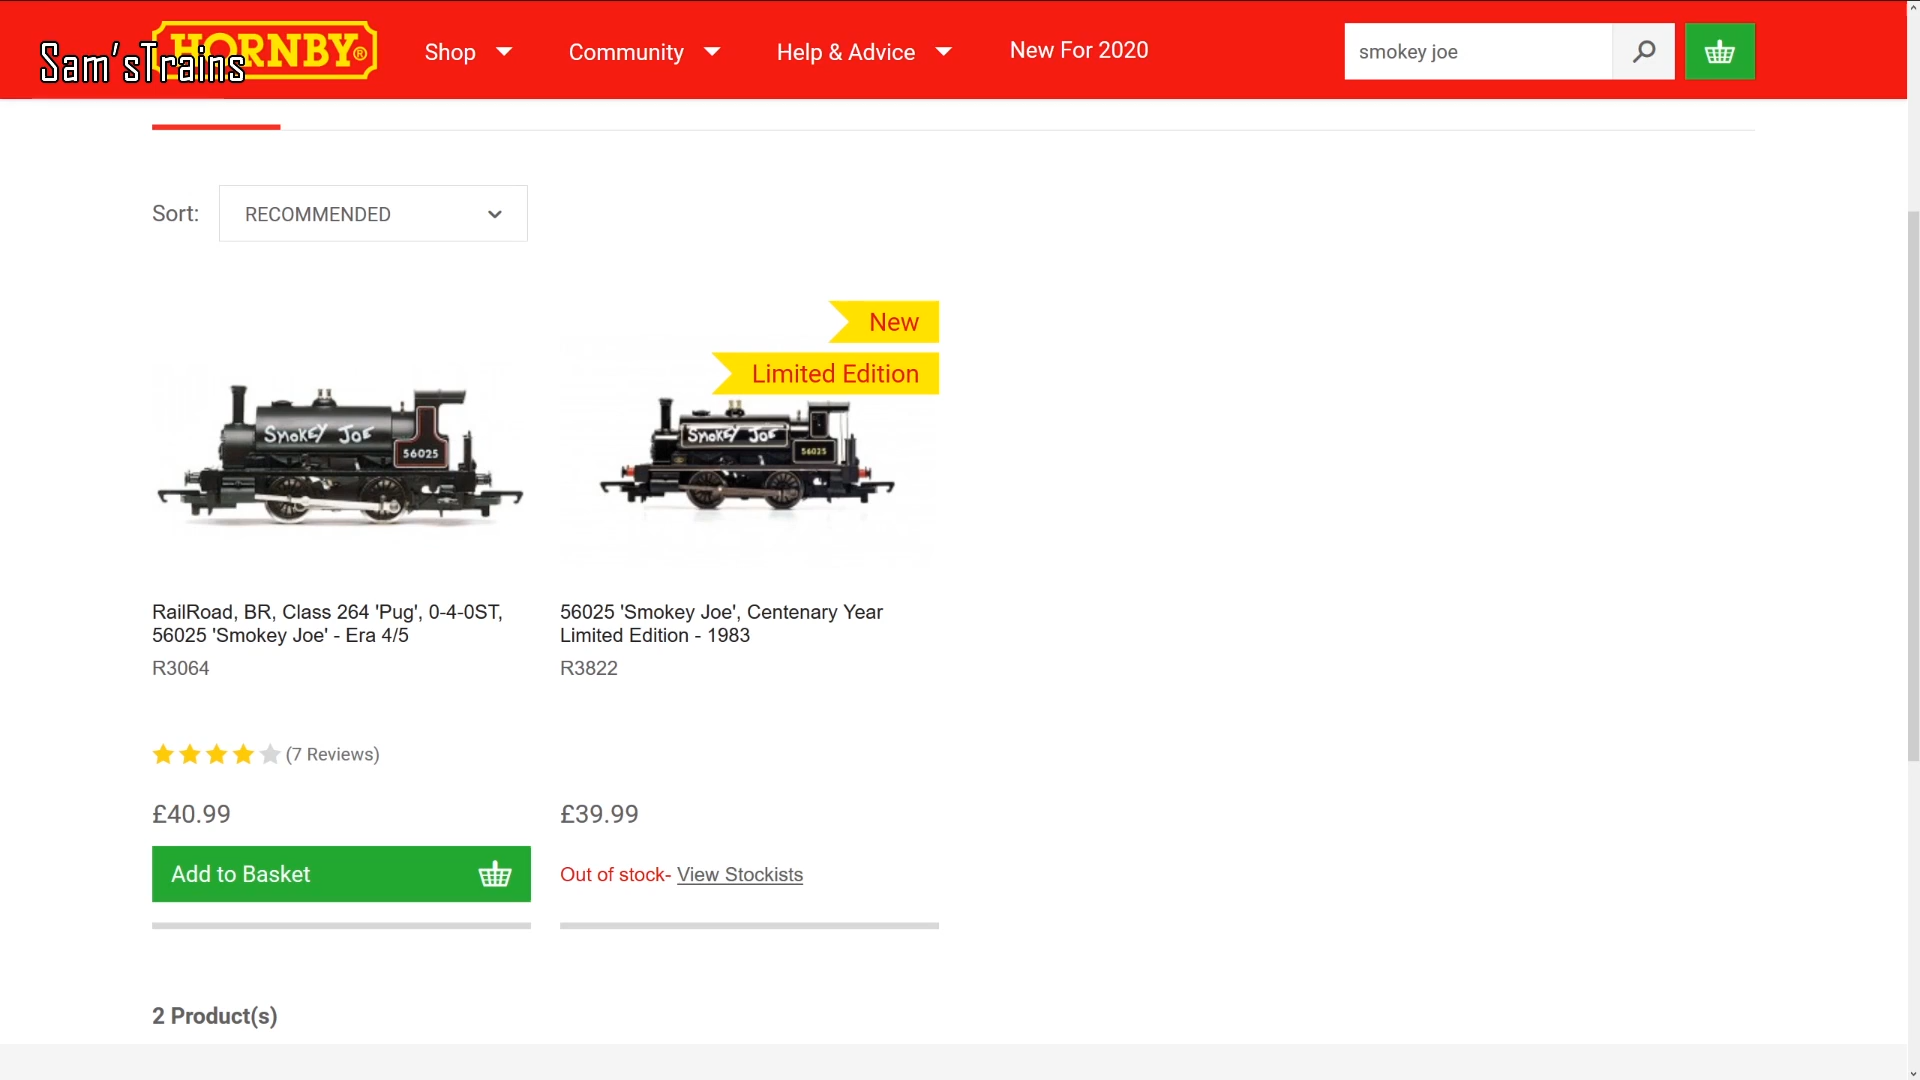 Sam'sTrains
HORNBY®
Shop
Community
Help & Advice
New For 2020
smokey joe
Sort:
RECOMMENDED
New
Limited Edition
SMOKEY JOE
56025
SMOKEY JOE
56025
RailRoad, BR, Class 264 'Pug', 0-4-0ST,
56025 'Smokey Joe' - Era 4/5
R3064
56025 'Smokey Joe', Centenary Year
Limited Edition - 1983
R3822
(7 Reviews)
£40.99
£39.99
Add to Basket
Out of stock- View Stockists
2 Product(s)